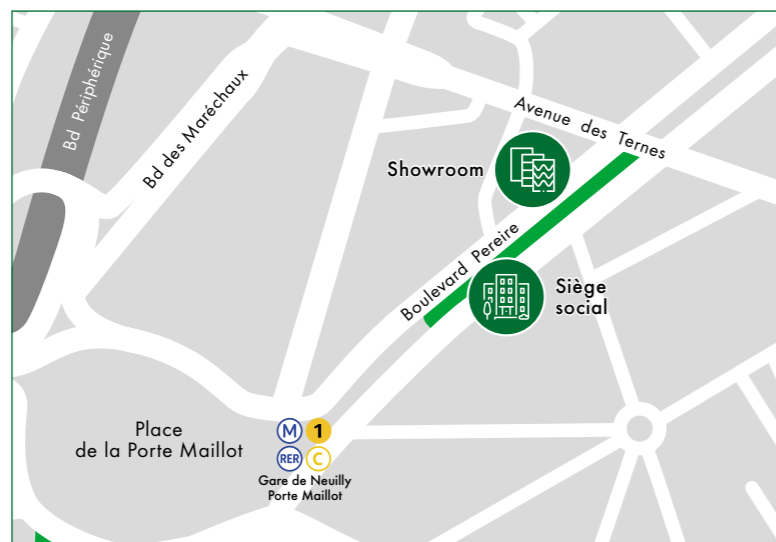 Bd Périphérique
Bd des Maréchaux
Avenue des Ternes
Showroom
Boulevard Pereire
Siège
social
Place
de la Porte Maillot
M 1
RER C
Gare de Neuilly
Porte Maillot